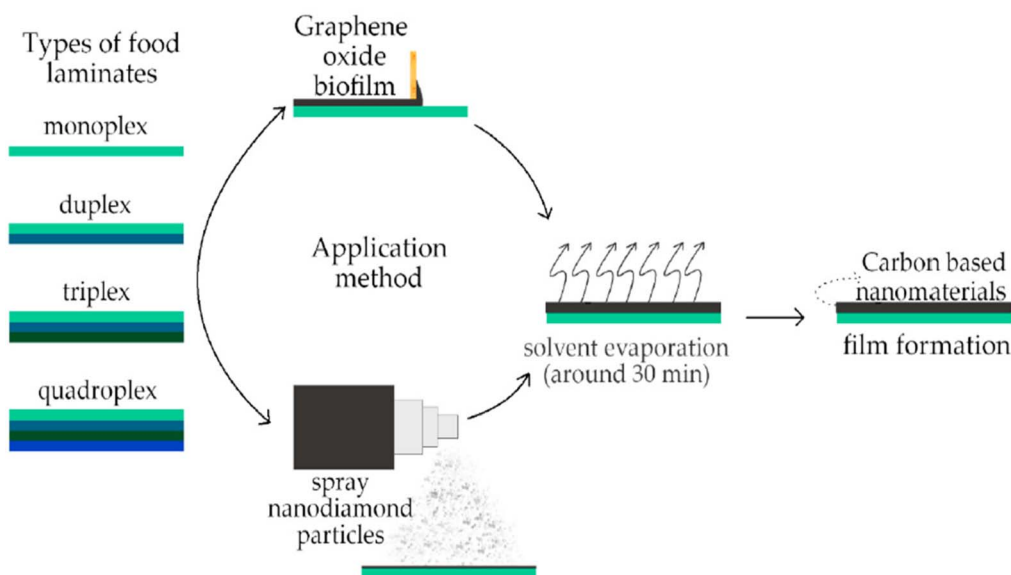 Types of food
laminates
monoplex
duplex
triplex
quadroplex
Graphene
oxide
biofilm
Application
method
spray
nanodiamond
particles
solvent evaporation
(around 30 min)
Carbon based
nanomaterials
film formation